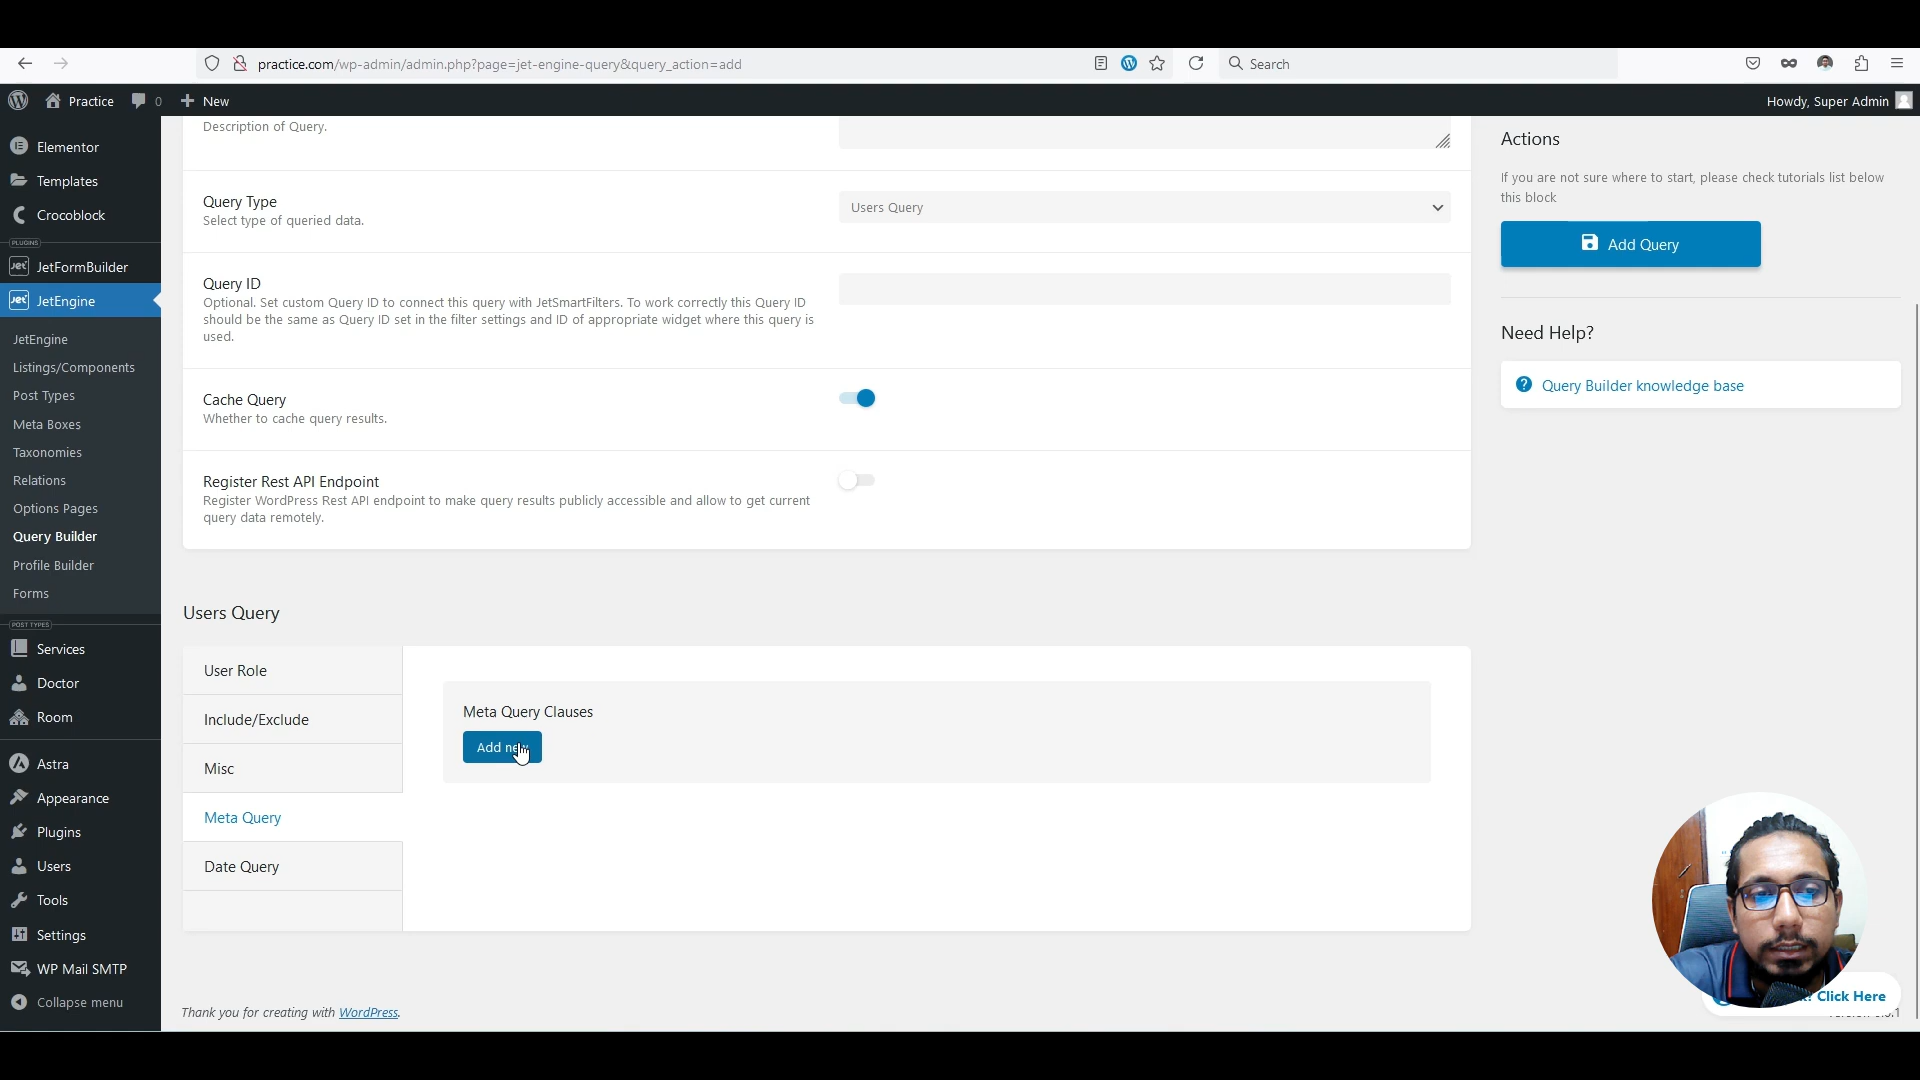 practice.com/wp-admin/admin.php?page=jet-engine-query&query_action=add
Search
Practice
0
New
Howdy, Super Admin
Elementor
Templates
Crocoblock
PLUGINS
JetFormBuilder
JetEngine
JetEngine
Listings/Components
Post Types
Meta Boxes
Taxonomies
Relations
Options Pages
Query Builder
Profile Builder
Forms
POST TYPES
Services
Doctor
Room
Astra
Appearance
Plugins
Users
Tools
Settings
WP Mail SMTP
Collapse menu
Description of Query.
Query Type
Select type of queried data.
Users Query
Query ID
Optional. Set custom Query ID to connect this query with JetSmartFilters. To work correctly this Query ID
should be the same as Query ID set in the filter settings and ID of appropriate widget where this query is
used.
Cache Query
Whether to cache query results.
Register Rest API Endpoint
Register WordPress Rest API endpoint to make query results publicly accessible and allow to get current
query data remotely.
Users Query
User Role
Include/Exclude
Misc
Meta Query
Date Query
Meta Query Clauses
Add new
Thank you for creating with WordPress.
Actions
If you are not sure where to start, please check tutorials list below
this block
Add Query
Need Help?
Query Builder knowledge base
Click Here